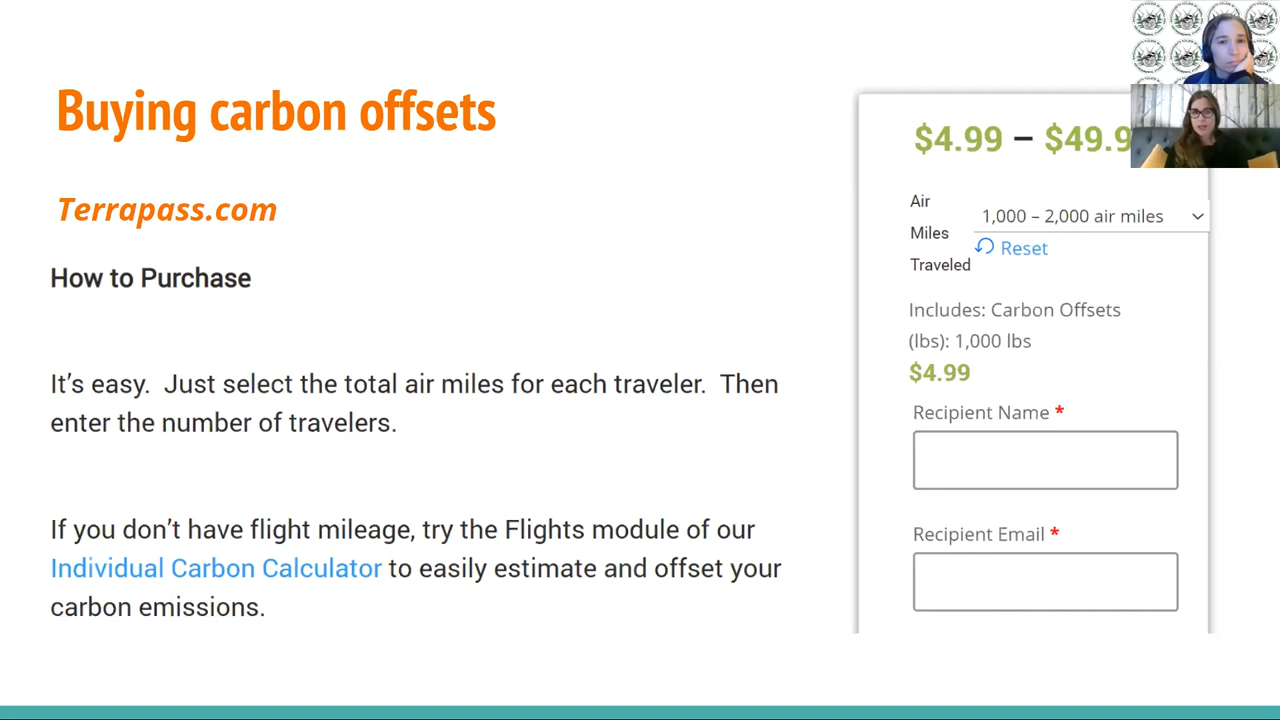 Buying carbon offsets
Terrapass.com
How to Purchase
It's easy.  Just select the total air miles for each traveler.  Then
enter the number of travelers.
If you don't have flight mileage, try the Flights module of our
Individual Carbon Calculator to easily estimate and offset your
carbon emissions.
$4.99 – $49.9
Air
Miles
Traveled
1,000 – 2,000 air miles
Reset
Includes: Carbon Offsets
(lbs): 1,000 lbs
$4.99
Recipient Name *
Recipient Email *